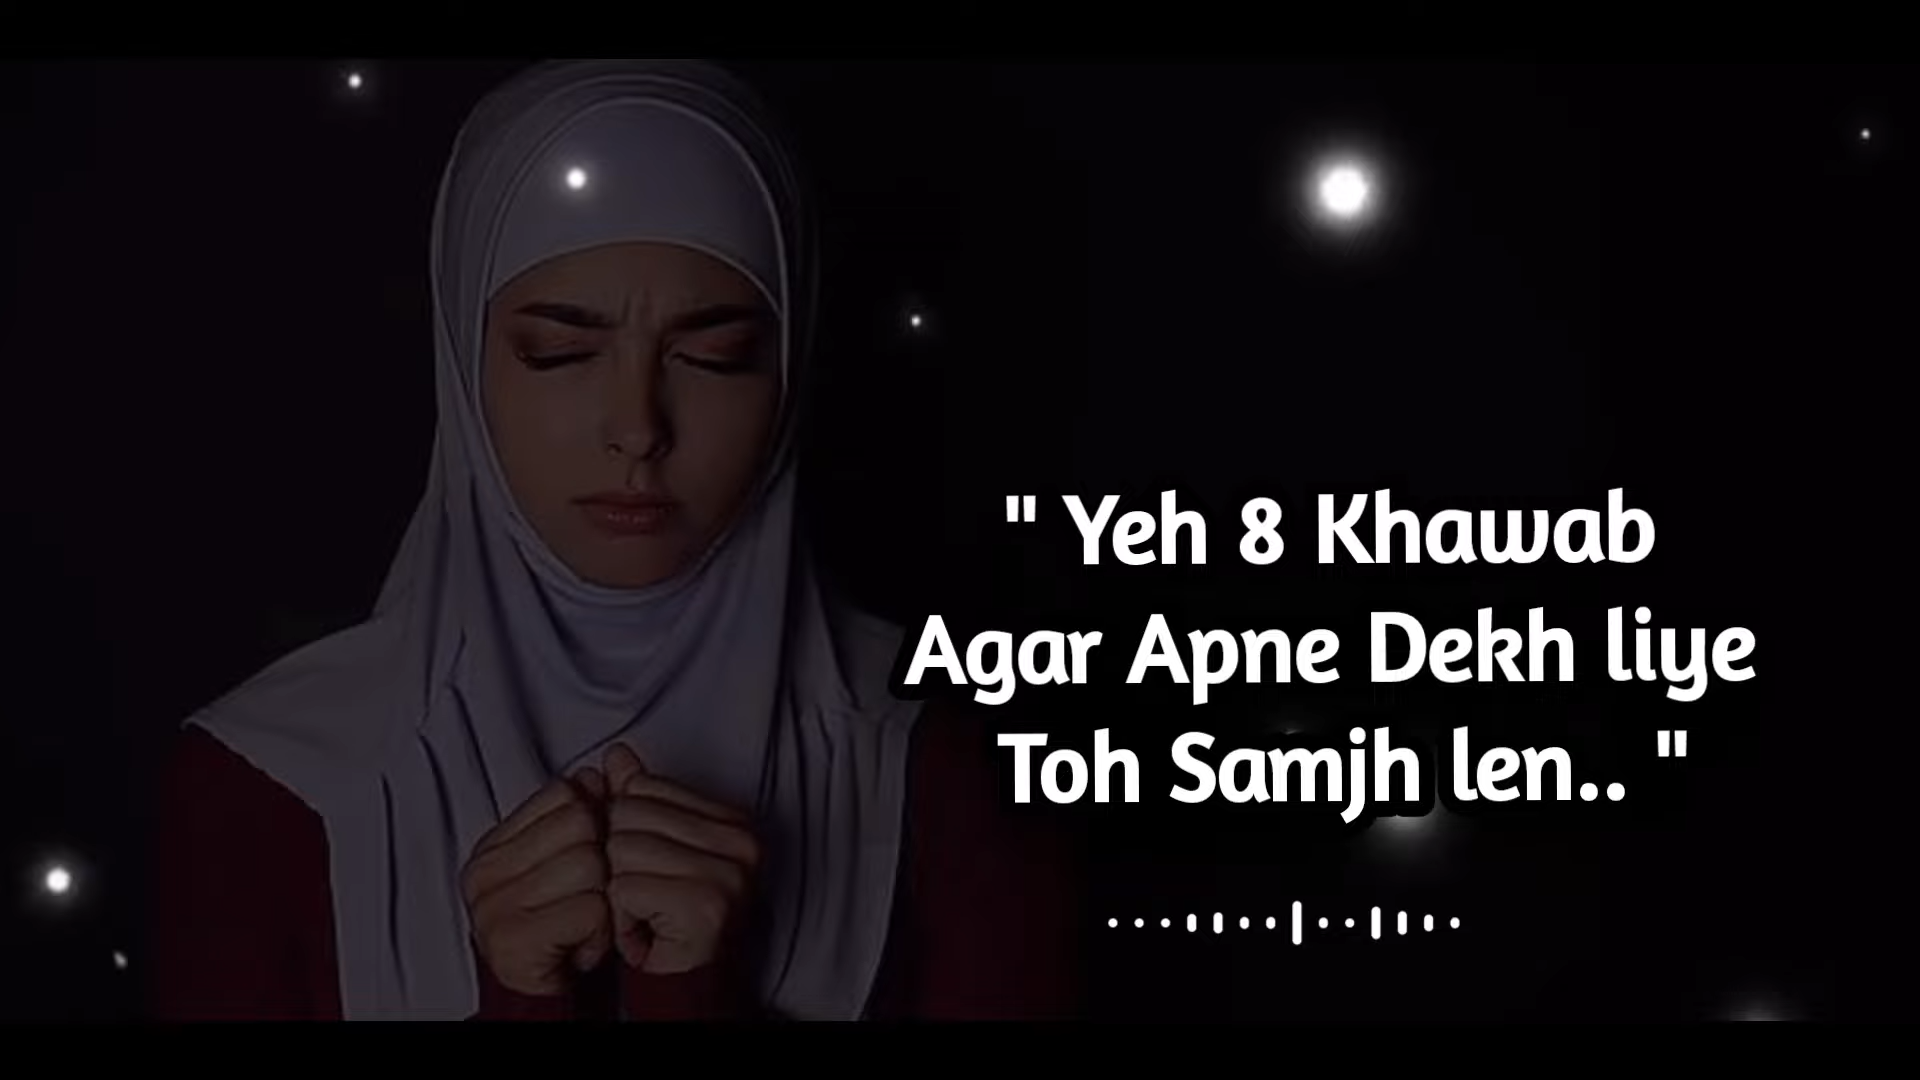 " Yeh 8 Khawab
Agar Apne Dekh liye
Toh Samjh len.. "